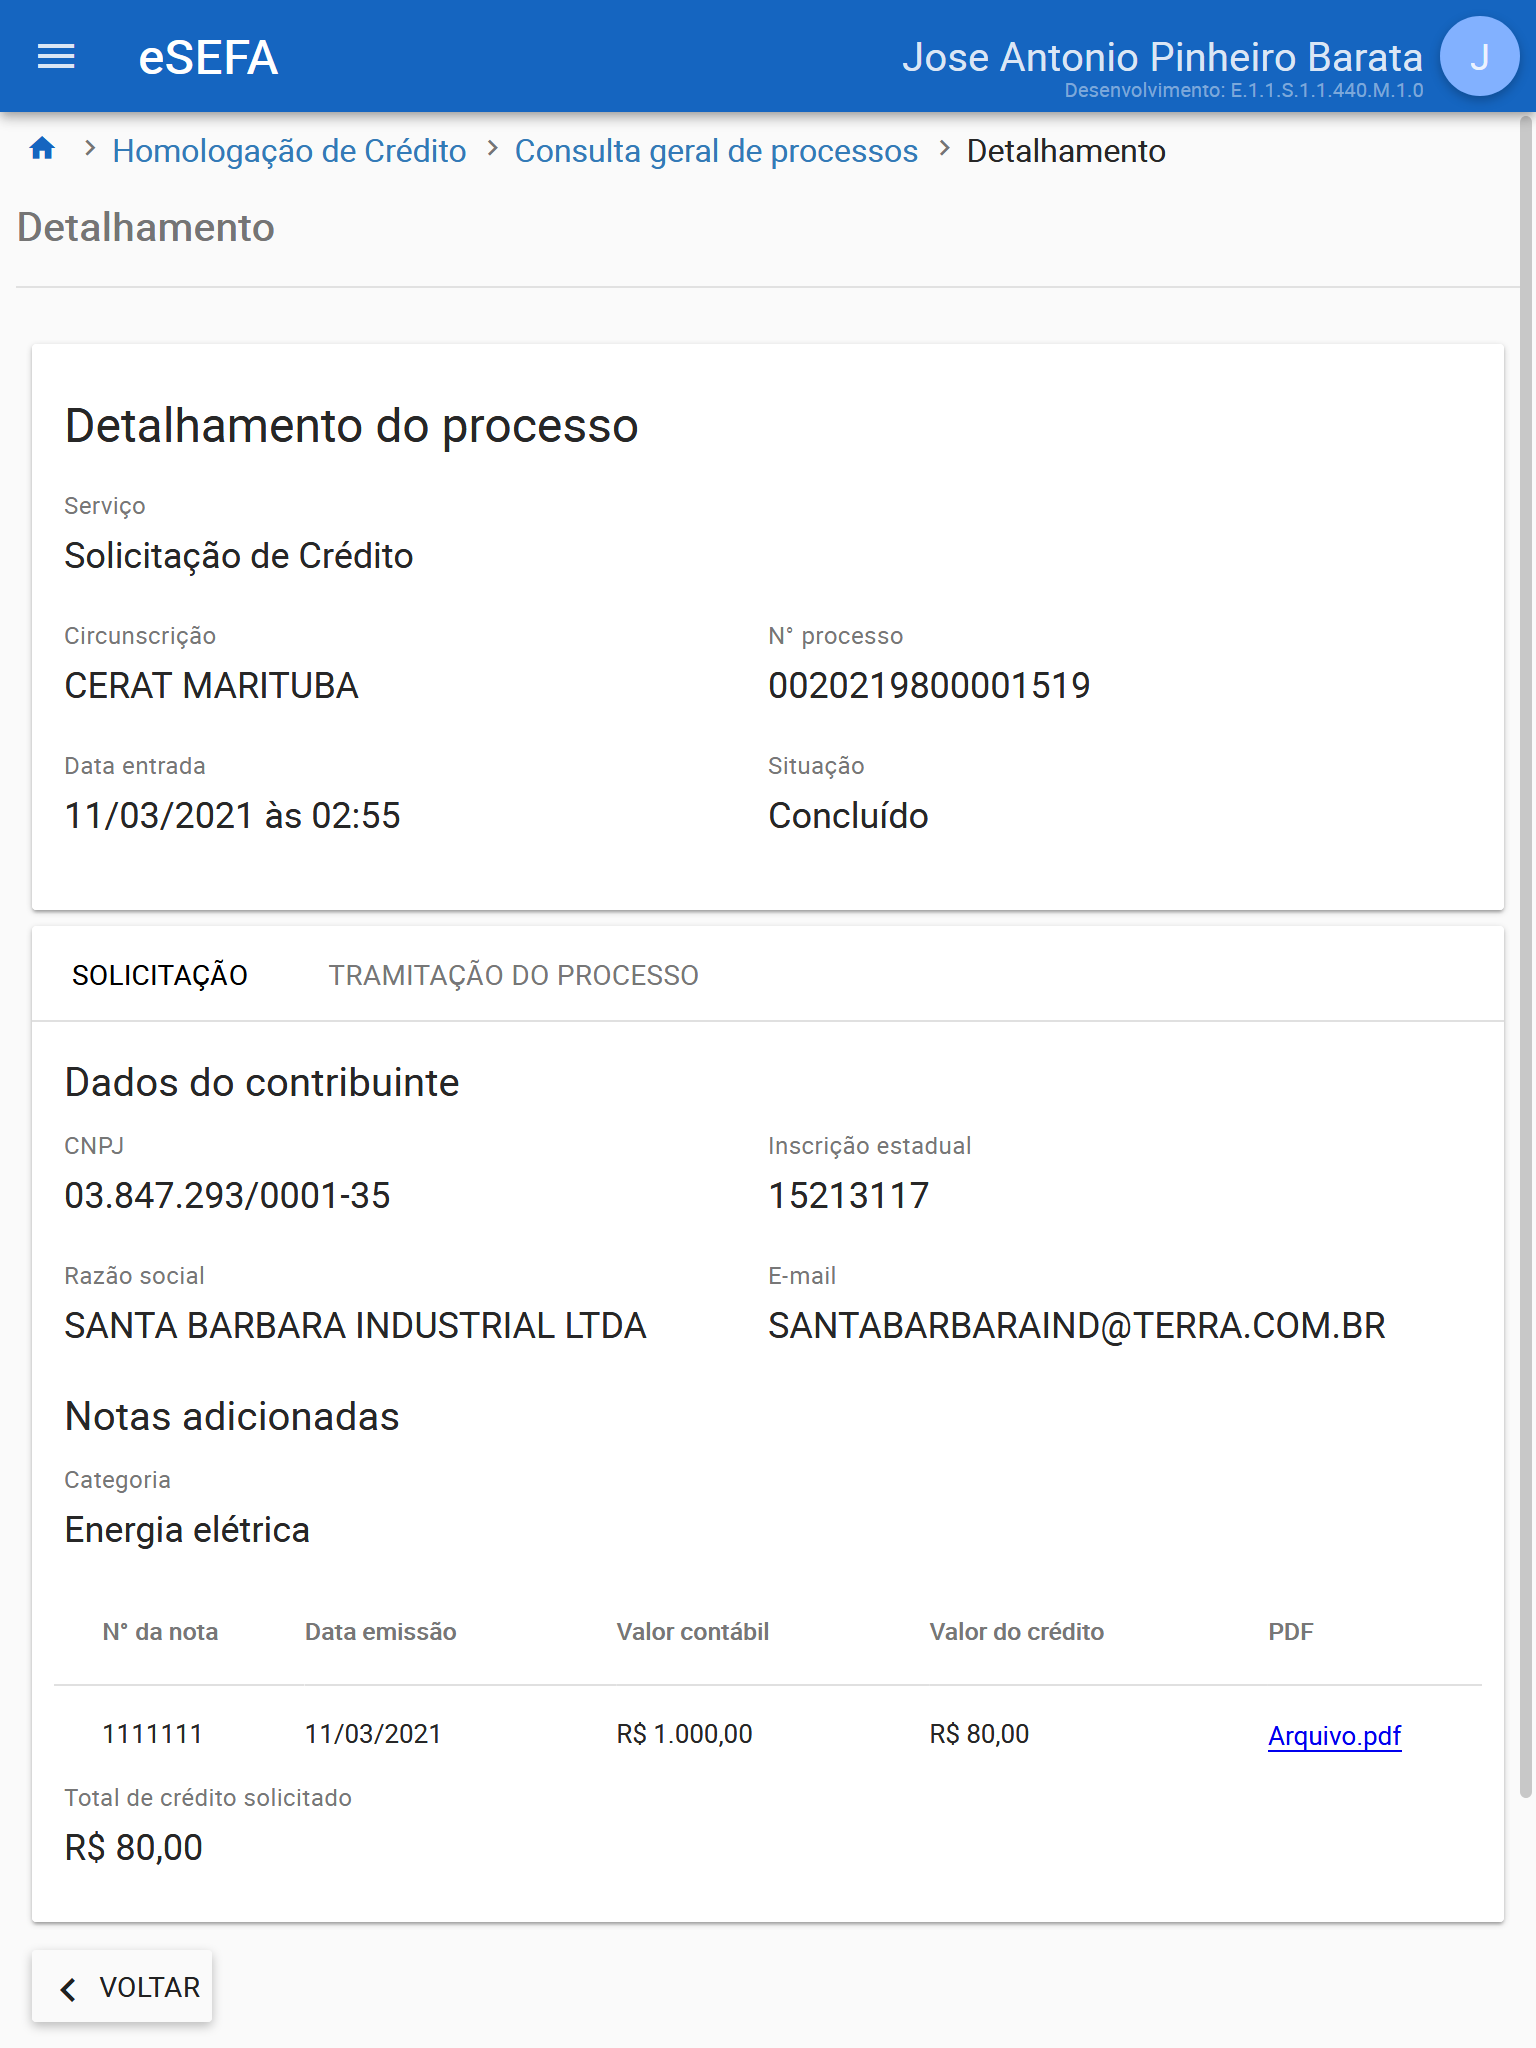 eSEFA
Jose Antonio Pinheiro Barata
J
Desenvolvimento: E.1.1.S.1.1.440.M.1.0
Homologação de Crédito > Consulta geral de processos > Detalhamento
Detalhamento
Detalhamento do processo
Serviço
Solicitação de Crédito
Circunscrição
N° processo
CERAT MARITUBA
0020219800001519
Data entrada
Situação
11/03/2021 às 02:55
Concluído
SOLICITAÇÃO
TRAMITAÇÃO DO PROCESSO
Dados do contribuinte
CNPJ
Inscrição estadual
03.847.293/0001-35
15213117
Razão social
E-mail
SANTA BARBARA INDUSTRIAL LTDA
SANTABARBARAIND@TERRA.COM.BR
Notas adicionadas
Categoria
Energia elétrica
N° da nota Data emissão Valor contábil Valor do crédito PDF
1111111 11/03/2021 R$ 1.000,00 R$ 80,00 Arquivo.pdf
Total de crédito solicitado
R$ 80,00
VOLTAR